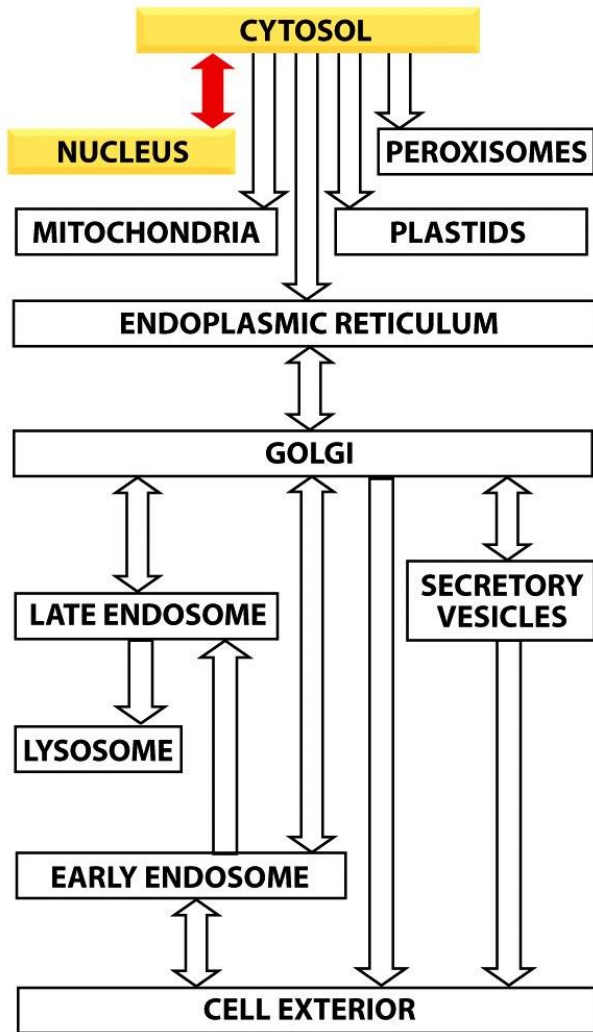 CYTOSOL
NUCLEUS
PEROXISOMES
MITOCHONDRIA
PLASTIDS
ENDOPLASMIC RETICULUM
GOLGI
LATE ENDOSOME
SECRETORY
VESICLES
LYSOSOME
EARLY ENDOSOME
CELL EXTERIOR